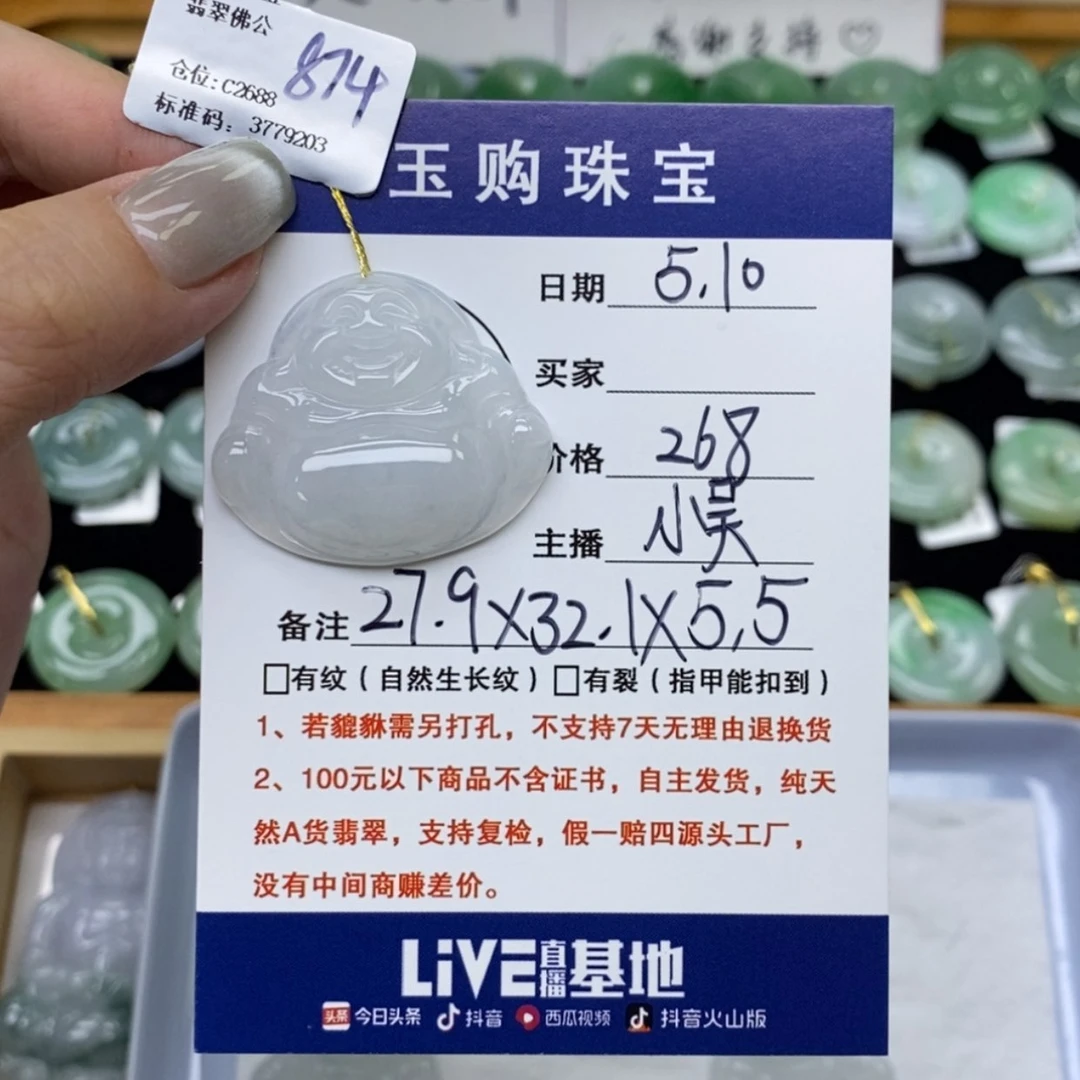 翡翠佛公
874
仓位:C2688
标准码: 3779203
玉购珠宝
日期 5.10
买家
价格 268
主播 小吴
备注 27.9X32.1X5.5
□有纹(自然生长纹) □有裂(指甲能扣到)
1、若貔貅需另打孔，不支持7天无理由退换货
2、100元以下商品不含证书，自主发货，纯天
然A货翡翠，支持复检，假一赔四源头工厂，
没有中间商赚差价。
LiVE直播基地
头条 今日头条 抖音 西瓜视频 抖音火山版